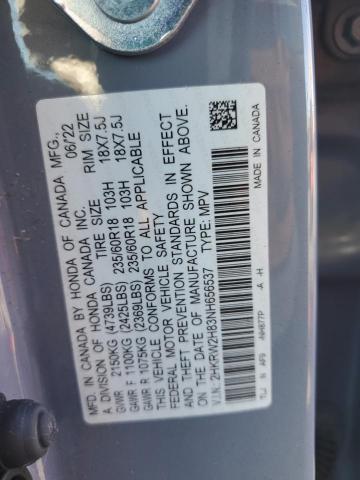 MFD. IN CANADA BY HONDA OF CANADA MFG.,
A DIVISION OF HONDA CANADA INC. 06/22
TIRE SIZE RIM SIZE
GVWR 2150KG (4739LBS)
GAWR F 1100KG (2425LBS) 235/60R18 103H 18X7.5J
GAWR R 1075KG (2369LBS) 235/60R18 103H 18X7.5J
THIS VEHICLE CONFORMS TO ALL APPLICABLE
FEDERAL MOTOR VEHICLE SAFETY
AND THEFT PREVENTION STANDARDS IN EFFECT
ON THE DATE OF MANUFACTURE SHOWN ABOVE.
V.I.N.: 2HKRW2H83NH656537 TYPE: MPV
MADE IN CANADA
TLJ N AF9 -NH877P -A -H